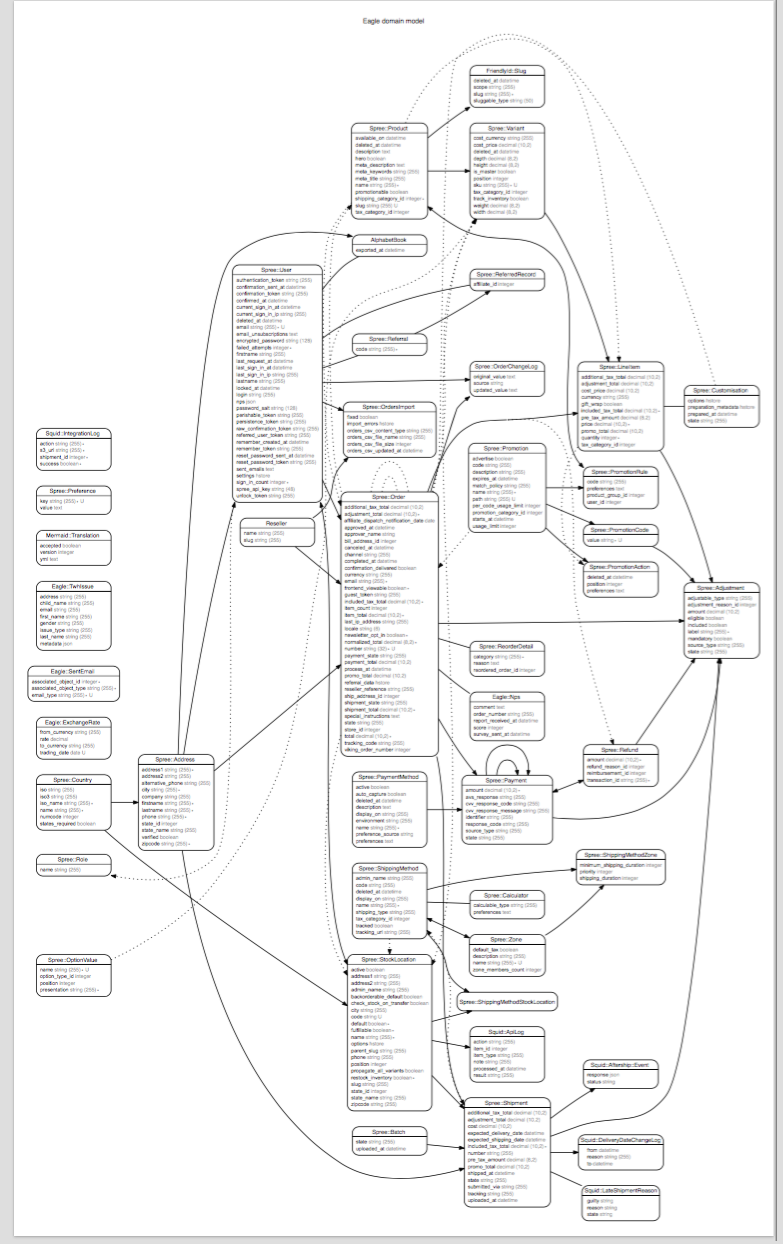 Eagle domain model
FriendlyId::Slug
deleted_at datetime
scope string (255)
slug string (255) ∗
sluggable_type string (50)
Spree::Product
available_on datetime
deleted_at datetime
description text
hero boolean
meta_description text
meta_keywords string (255)
meta_title string (255)
name string (255) ∗
promotionable boolean
shipping_category_id integer ∗
slug string (255) U
tax_category_id integer
Spree::Variant
cost_currency string (255)
cost_price decimal (10,2)
deleted_at datetime
depth decimal (8,2)
height decimal (8,2)
is_master boolean
position integer
sku string (255) ∗ U
tax_category_id integer
track_inventory boolean
weight decimal (8,2)
width decimal (8,2)
AlphabetBook
exported_at datetime
Spree::User
authentication_token string (255)
confirmation_sent_at datetime
confirmation_token string (255)
confirmed_at datetime
current_sign_in_at datetime
current_sign_in_ip string (255)
deleted_at datetime
email string (255) ∗ U
email_unsubscriptions text
encrypted_password string (128)
failed_attempts integer ∗
firstname string (255)
last_request_at datetime
last_sign_in_at datetime
last_sign_in_ip string (255)
lastname string (255)
locked_at datetime
login string (255)
nps json
password_salt string (128)
perishable_token string (255)
persistence_token string (255)
raw_confirmation_token string (255)
referred_user_token string (255)
remember_created_at datetime
remember_token string (255)
reset_password_sent_at datetime
reset_password_token string (255)
sent_emails text
settings hstore
sign_in_count integer ∗
spree_api_key string (48)
unlock_token string (255)
Spree::ReferredRecord
affiliate_id integer
Spree::Referral
code string (255) ∗
Spree::OrderChangeLog
original_value text
source string
updated_value text
Spree::LineItem
additional_tax_total decimal (10,2)
adjustment_total decimal (10,2)
cost_price decimal (10,2)
currency string (255)
gift_wrap boolean
included_tax_total decimal (10,2) ∗
pre_tax_amount decimal (8,2)
price decimal (10,2) ∗
promo_total decimal (10,2)
quantity integer ∗
tax_category_id integer
Spree::Customisation
options hstore
preparation_metadata hstore
prepared_at datetime
state string (255)
Spree::OrdersImport
fixed boolean
import_errors hstore
orders_csv_content_type string (255)
orders_csv_file_name string (255)
orders_csv_file_size integer
orders_csv_updated_at datetime
Squid::IntegrationLog
action string (255) ∗
s3_url string (255) ∗
shipment_id integer ∗
success boolean ∗
Spree::Promotion
advertise boolean
code string (255)
description string (255)
expires_at datetime
match_policy string (255)
name string (255) ∗
path string (255) U
per_code_usage_limit integer
promotion_category_id integer
starts_at datetime
usage_limit integer
Spree::PromotionRule
code string (255)
preferences text
product_group_id integer
user_id integer
Spree::Preference
key string (255) ∗ U
value text
Spree::Order
additional_tax_total decimal (10,2)
adjustment_total decimal (10,2) ∗
affiliate_dispatch_notification_date date
approved_at datetime
approver_name string
bill_address_id integer
canceled_at datetime
channel string (255)
completed_at datetime
confirmation_delivered boolean
currency string (255)
email string (255) ∗
frontend_viewable boolean ∗
guest_token string (255)
included_tax_total decimal (10,2) ∗
item_count integer
item_total decimal (10,2) ∗
last_ip_address string (255)
locale string (5)
newsletter_opt_in boolean
normalized_total decimal (8,2) ∗
number string (32) ∗ U
payment_state string (255)
payment_total decimal (10,2)
process_at datetime
promo_total decimal (10,2)
referral_data hstore
reseller_reference string (255)
ship_address_id integer
shipment_state string (255)
shipment_total decimal (10,2) ∗
special_instructions text
state string (255)
store_id integer
total decimal (10,2) ∗
tracking_code string (255)
viking_order_number integer
Reseller
name string (255)
slug string (255)
Spree::PromotionCode
value string ∗ U
Mermaid::Translation
accepted boolean
version integer
yml text
Spree::PromotionAction
deleted_at datetime
position integer
preferences text
Eagle::TwhIssue
address string (255)
child_name string (255)
email string (255)
first_name string (255)
gender string (255)
issue_type string (255)
last_name string (255)
metadata json
Spree::Adjustment
adjustable_type string (255)
adjustment_reason_id integer
amount decimal (10,2)
eligible boolean
included boolean
label string (255) ∗
mandatory boolean
source_type string (255)
state string (255)
Spree::ReorderDetail
category string (255) ∗
reason text
reordered_order_id integer
Eagle::SentEmail
associated_object_id integer ∗
associated_object_type string (255) ∗
email_type string (255) ∗ U
Eagle::Nps
comment text
order_number string (255)
report_received_at datetime
score integer
survey_sent_at datetime
Eagle::ExchangeRate
from_currency string (255)
rate decimal
to_currency string (255)
trading_date date U
Spree::Refund
amount decimal (10,2) ∗
refund_reason_id integer
reimbursement_id integer
transaction_id string (255) ∗
Spree::Address
address1 string (255) ∗
address2 string (255)
alternative_phone string (255)
city string (255) ∗
company string (255)
firstname string (255) ∗
lastname string (255) ∗
phone string (255) ∗
state_id integer
state_name string (255)
verified boolean
zipcode string (255) ∗
Spree::Country
iso string (255)
iso3 string (255)
iso_name string (255) ∗
name string (255) ∗
numcode integer
states_required boolean
Spree::PaymentMethod
active boolean
auto_capture boolean
deleted_at datetime
description text
display_on string (255)
environment string (255)
name string (255) ∗
preference_source string
preferences text
Spree::Payment
amount decimal (10,2) ∗
avs_response string (255)
cvv_response_code string (255)
cvv_response_message string (255)
identifier string (255)
response_code string (255)
source_type string (255)
state string (255)
Spree::Role
name string (255)
Spree::ShippingMethodZone
minimum_shipping_duration integer
priority integer
shipping_duration integer
Spree::ShippingMethod
admin_name string (255)
code string (255)
deleted_at datetime
display_on string (255)
name string (255) ∗
shipping_type string (255)
tax_category_id integer
tracked boolean
tracking_url string (255)
Spree::Calculator
calculable_type string (255)
preferences text
Spree::Zone
default_tax boolean
description string (255)
name string (255) ∗ U
zone_members_count integer
Spree::OptionValue
name string (255) ∗ U
option_type_id integer
position integer
presentation string (255) ∗
Spree::StockLocation
active boolean
address1 string (255)
address2 string (255)
admin_name string (255)
backorderable_default boolean
check_stock_on_transfer boolean
city string (255)
code string U
default boolean ∗
fulfillable boolean ∗
name string (255) ∗
options hstore
parent_slug string (255)
phone string (255)
position integer
propagate_all_variants boolean
restock_inventory boolean ∗
slug string (255)
state_id integer
state_name string (255)
zipcode string (255)
Spree::ShippingMethodStockLocation
Squid::ApiLog
action string (255)
item_id integer
item_type string (255)
note string (255)
processed_at datetime
result string (255)
Squid::Aftership::Event
response json
status string
Spree::Batch
state string (255)
uploaded_at datetime
Spree::Shipment
additional_tax_total decimal (10,2)
adjustment_total decimal (10,2)
cost decimal (10,2)
expected_delivery_date datetime
expected_shipping_date datetime
included_tax_total decimal (10,2) ∗
number string (255)
pre_tax_amount decimal (8,2)
promo_total decimal (10,2)
shipped_at datetime
state string (255)
submitted_via string (255)
tracking string (255)
uploaded_at datetime
Squid::DeliveryDateChangeLog
from datetime
reason string (255)
to datetime
Squid::LateShipmentReason
guilty string
reason string
state string